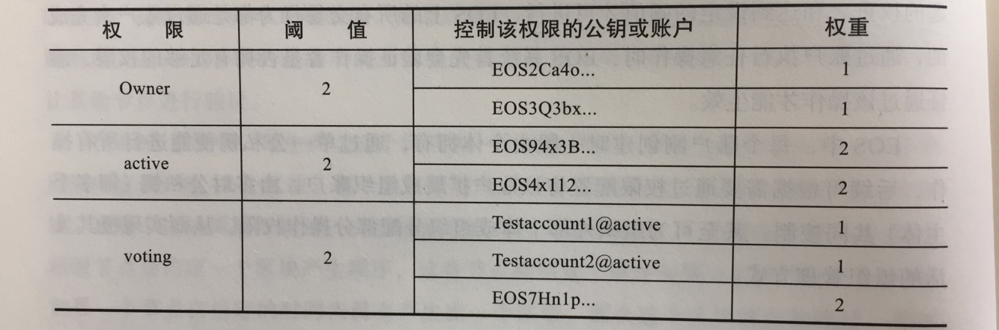 权 限 阈 值 控制该权限的公钥或账户 权重
Owner 2 EOS2Ca4o... 1
EOS3Q3bx... 1
active 2 EOS94x3B... 2
EOS4x112... 2
voting 2 Testaccount1@active 1
Testaccount2@active 1
EOS7Hn1p... 2